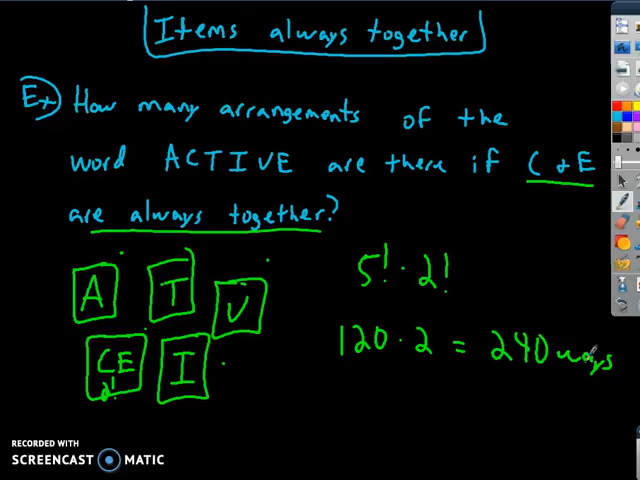 Items always together
Ex) How many arrangements of the
word ACTIVE are there if C & E
are always together?
A T V
CE I
2!
5! · 2!
120 · 2 = 240 ways
RECORDED WITH
SCREENCAST MATIC